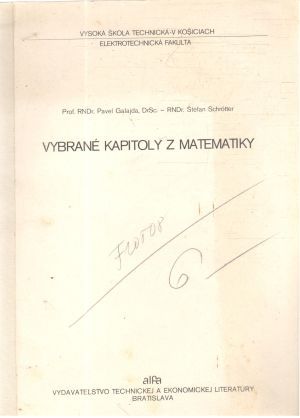 VYSOKÁ ŠKOLA TECHNICKÁ V KOŠICIACH
ELEKTROTECHNICKÁ FAKULTA
Prof. RNDr. Pavel Galajda, DrSc. – RNDr. Štefan Schrötter
VYBRANÉ KAPITOLY Z MATEMATIKY
6
alfa
VYDAVATEĽSTVO TECHNICKEJ A EKONOMICKEJ LITERATÚRY
BRATISLAVA